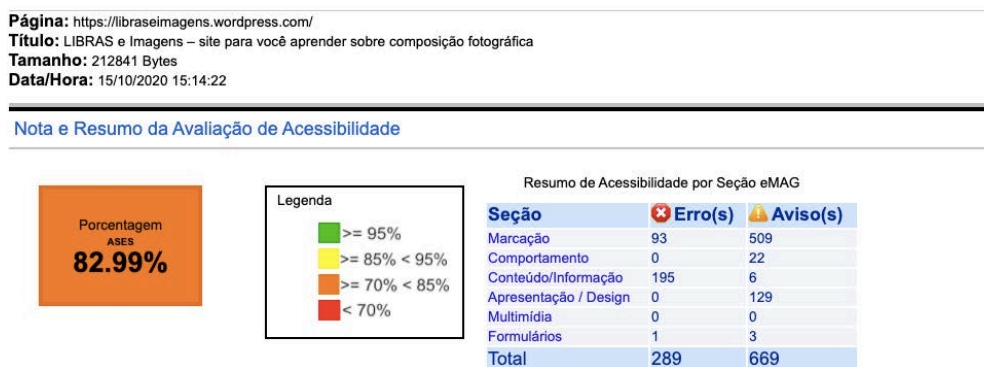 Página: https://libraseimagens.wordpress.com/
Título: LIBRAS e Imagens – site para você aprender sobre composição fotográfica
Tamanho: 212841 Bytes
Data/Hora: 15/10/2020 15:14:22
Nota e Resumo da Avaliação de Acessibilidade
Porcentagem
ASES
82.99%
Legenda
>= 95%
>= 85% < 95%
>= 70% < 85%
< 70%
Resumo de Acessibilidade por Seção eMAG
Seção Erro(s) Aviso(s)
Marcação 93 509
Comportamento 0 22
Conteúdo/Informação 195 6
Apresentação / Design 0 129
Multimídia 0 0
Formulários 1 3
Total 289 669